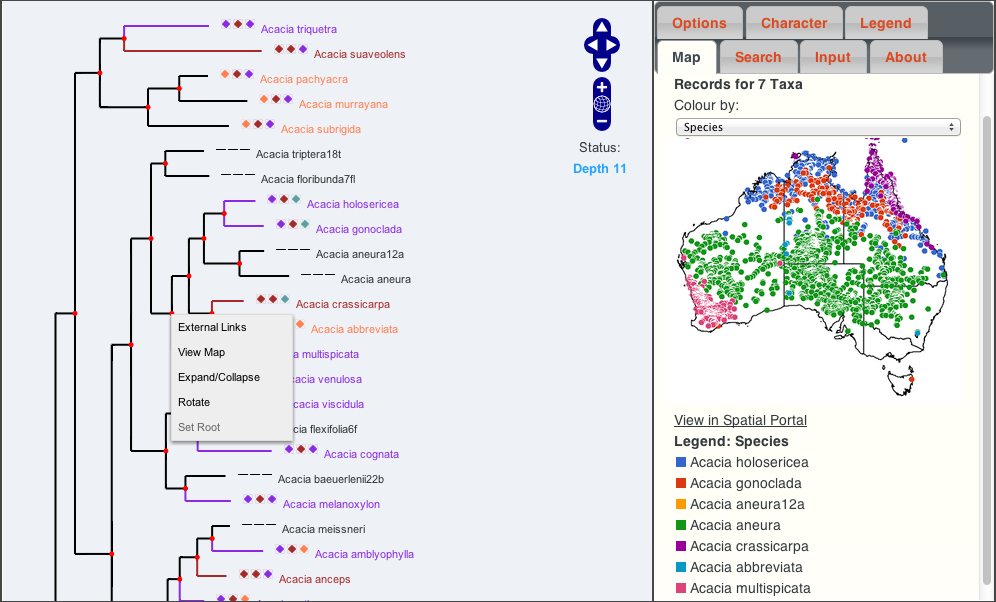 Acacia triquetra
Acacia suaveolens
Acacia pachyacra
Acacia murrayana
Acacia subrigida
Acacia triptera18t
Acacia floribunda7fl
Acacia holosericea
Acacia gonoclada
Acacia aneura12a
Acacia aneura
Acacia crassicarpa
Acacia abbreviata
a multispicata
cacia venulosa
cacia viscidula
cia flexifolia6f
Acacia cognata
Acacia baeuerlenii22b
Acacia melanoxylon
Acacia meissneri
Acacia amblyophylla
Acacia anceps
External Links
View Map
Expand/Collapse
Rotate
Set Root
Status:
Depth 11
Options Character Legend
Map Search Input About
Records for 7 Taxa
Colour by:
Species
View in Spatial Portal
Legend: Species
Acacia holosericea
Acacia gonoclada
Acacia aneura12a
Acacia aneura
Acacia crassicarpa
Acacia abbreviata
Acacia multispicata